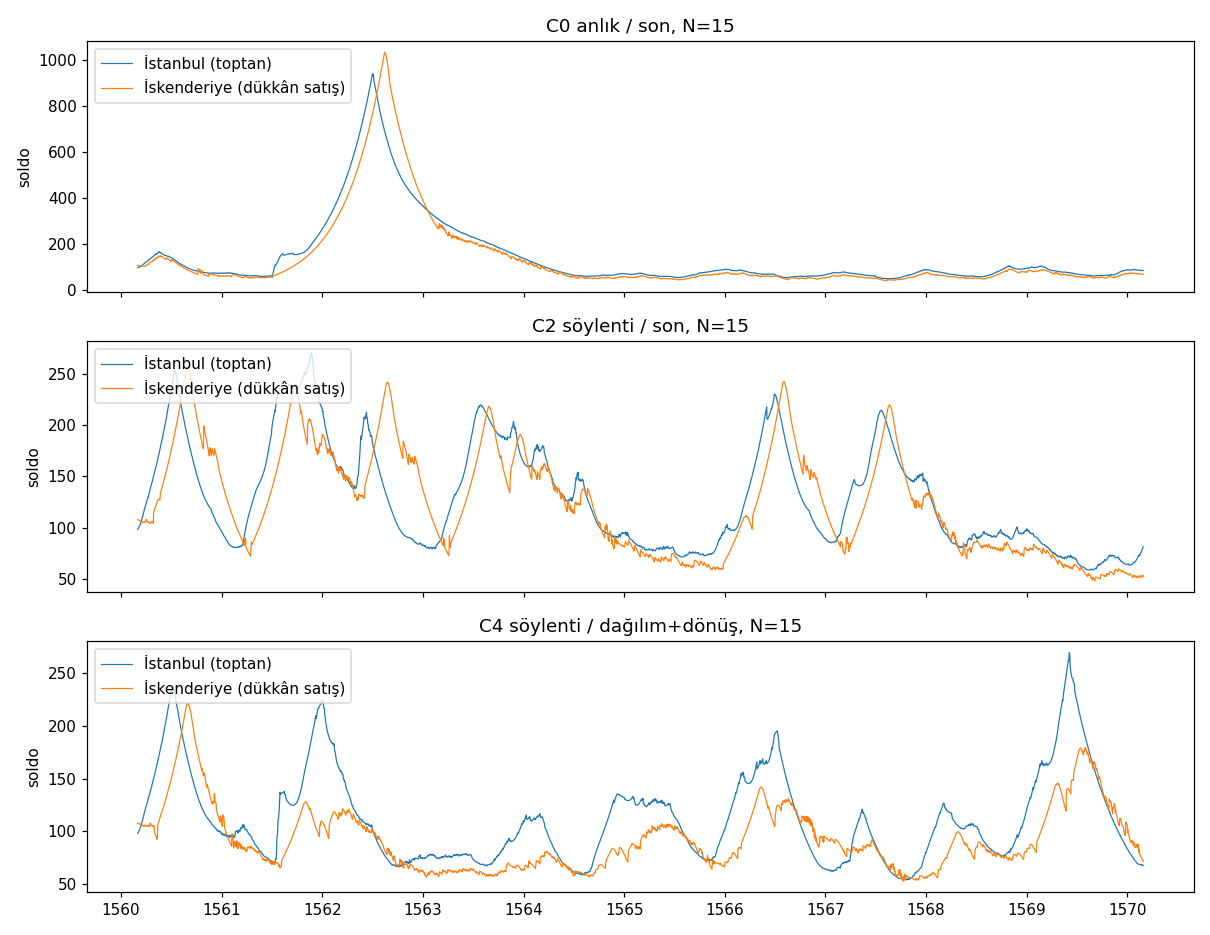 C0 anlık / son, N=15
İstanbul (toptan)
İskenderiye (dükkân satış)
1000
800
600
400
200
0
soldo
C2 söylenti / son, N=15
İstanbul (toptan)
İskenderiye (dükkân satış)
250
200
150
100
50
soldo
C4 söylenti / dağılım+dönüş, N=15
İstanbul (toptan)
İskenderiye (dükkân satış)
250
200
150
100
50
soldo
1560 1561 1562 1563 1564 1565 1566 1567 1568 1569 1570